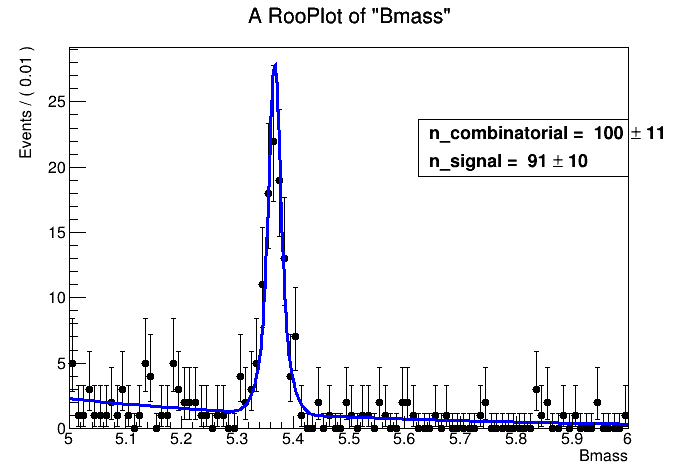 A RooPlot of "Bmass"
Events / ( 0.01 )
n_combinatorial = 100 ± 11
n_signal = 91 ± 10
25
20
15
10
5
0
5 5.1 5.2 5.3 5.4 5.5 5.6 5.7 5.8 5.9 6
Bmass